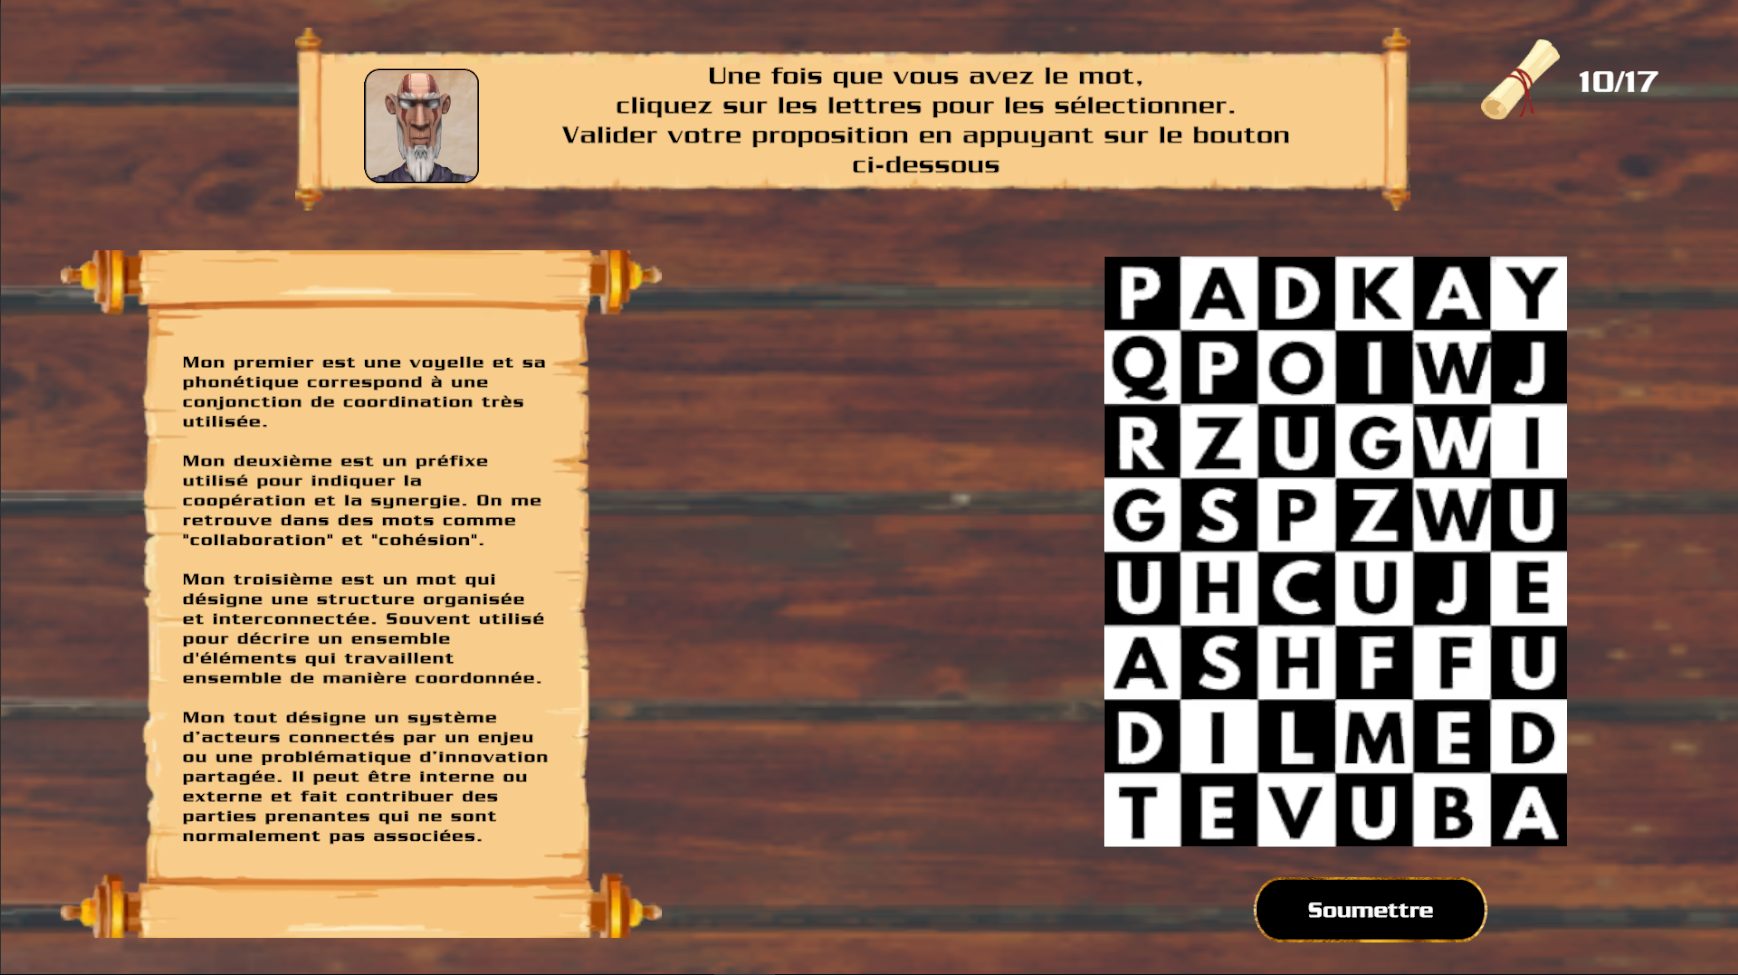 Une fois que vous avez le mot,
cliquez sur les lettres pour les sélectionner.
Valider votre proposition en appuyant sur le bouton
ci-dessous
10/17
Mon premier est une voyelle et sa
phonétique correspond à une
conjonction de coordination très
utilisée.
Mon deuxième est un préfixe
utilisé pour indiquer la
coopération et la synergie. On me
retrouve dans des mots comme
"collaboration" et "cohésion".
Mon troisième est un mot qui
désigne une structure organisée
et interconnectée. Souvent utilisé
pour décrire un ensemble
d'éléments qui travaillent
ensemble de manière coordonnée.
Mon tout désigne un système
d'acteurs connectés par un enjeu
ou une problématique d'innovation
partagée. Il peut être interne ou
externe et fait contribuer des
parties prenantes qui ne sont
normalement pas associées.
P A D K A Y
Q P O I W J
R Z U G W I
G S P Z W U
U H C U J E
A S H F F U
D I L M E D
T E V U B A
Soumettre